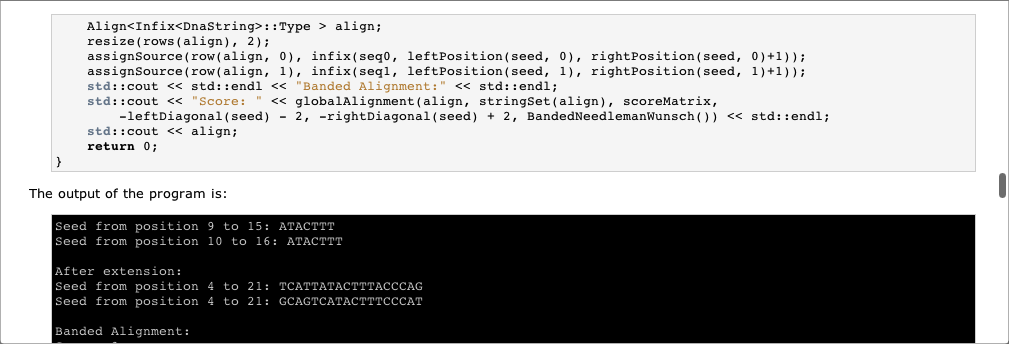 Align<Infix<DnaString>::Type > align;
resize(rows(align), 2);
assignSource(row(align, 0), infix(seq0, leftPosition(seed, 0), rightPosition(seed, 0)+1));
assignSource(row(align, 1), infix(seq1, leftPosition(seed, 1), rightPosition(seed, 1)+1));
std::cout << std::endl << "Banded Alignment:" << std::endl;
std::cout << "Score: " << globalAlignment(align, stringSet(align), scoreMatrix,
-leftDiagonal(seed) - 2, -rightDiagonal(seed) + 2, BandedNeedlemanWunsch()) << std::endl;
std::cout << align;
return 0;
}
The output of the program is:
Seed from position 9 to 15: ATACTTT
Seed from position 10 to 16: ATACTTT
After extension:
Seed from position 4 to 21: TCATTATACTTTACCCAG
Seed from position 4 to 21: GCAGTCATACTTTCCCAT
Banded Alignment: